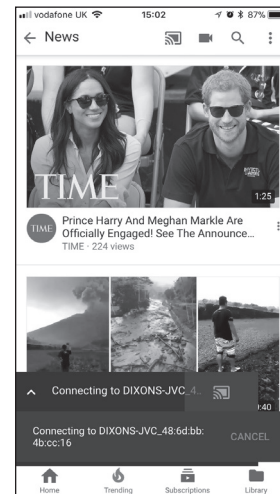 vodafone UK 15:02 87%
News
TIME
1:25
TIME
Prince Harry And Meghan Markle Are
Officially Engaged! See The Announce...
TIME · 224 views
Connecting to DIXONS-JVC_4..
:40
Connecting to DIXONS-JVC_48:6d:bb:
4b:cc:16
CANCEL
Home Trending Subscriptions Library